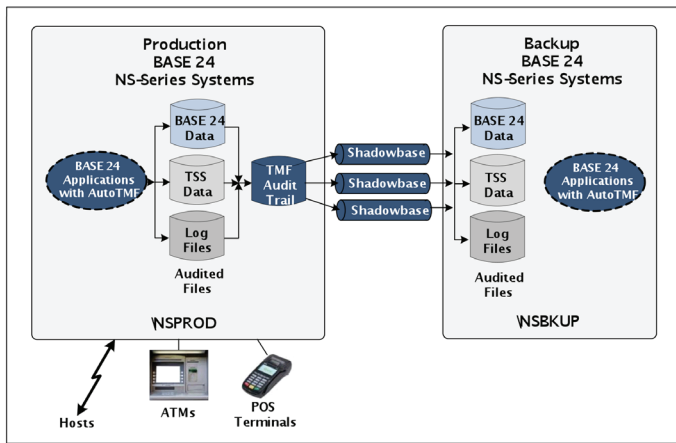 Production
BASE 24
NS-Series Systems
BASE 24
Data
BASE 24
Applications
with AutoTMF
TSS
Data
Log
Files
Audited
Files
TMF
Audit
Trail
\NSPROD
Shadowbase
Shadowbase
Shadowbase
Backup
BASE 24
NS-Series Systems
BASE 24
Data
TSS
Data
Log
Files
Audited
Files
BASE 24
Applications
with AutoTMF
\NSBKUP
Hosts
ATMs
POS
Terminals